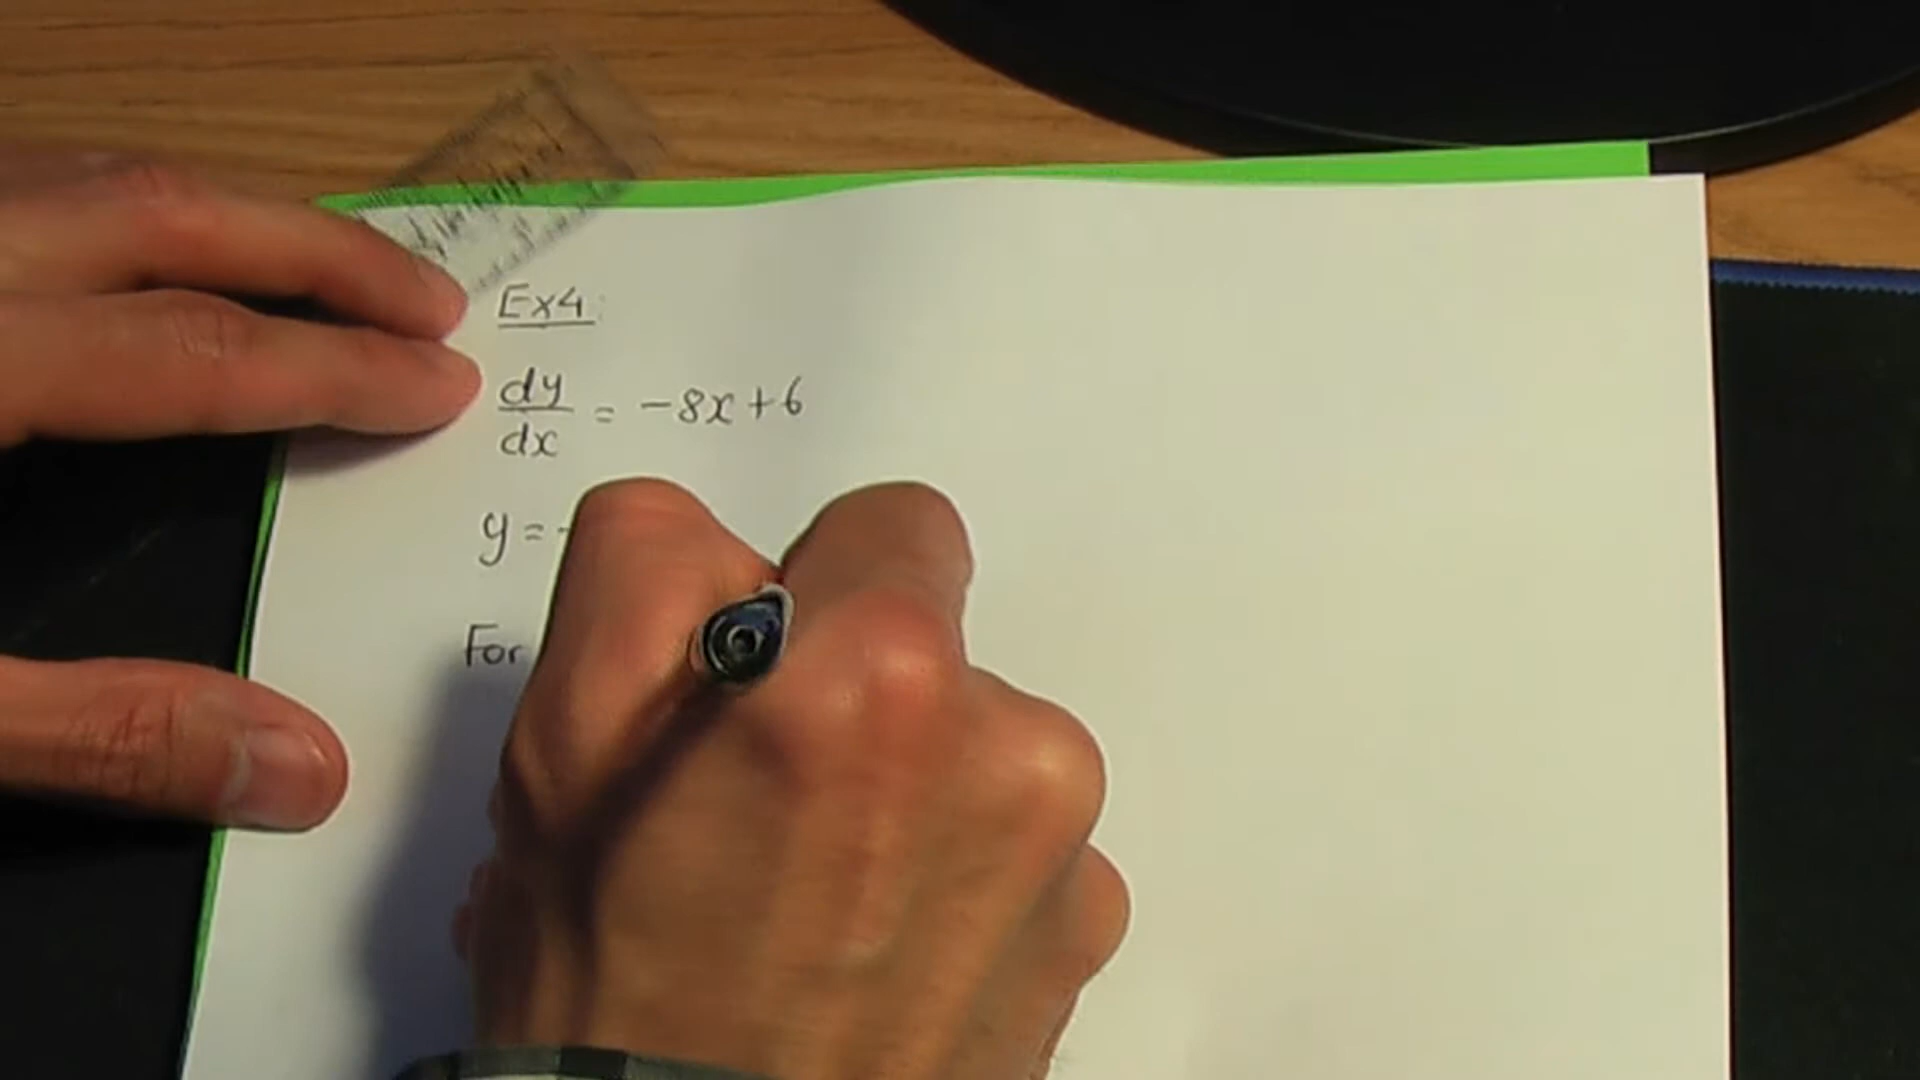 Ex4:
dy
dx = -8x+6
y = -
For